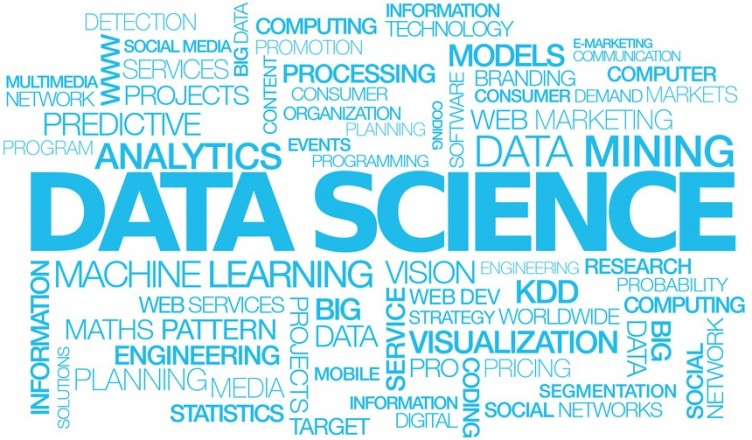 DETECTION
WWW
SOCIAL MEDIA
SERVICES
PROJECTS
BIG DATA
MULTIMEDIA
NETWORK
PREDICTIVE
PROGRAM
ANALYTICS
COMPUTING
PROMOTION
CONTENT
PROCESSING
CONSUMER
ORGANIZATION
PLANNING
EVENTS
PROGRAMMING
INFORMATION
TECHNOLOGY
CODING
SOFTWARE
MODELS
BRANDING
E-MARKETING
COMMUNICATION
COMPUTER
CONSUMER DEMAND MARKETS
WEB MARKETING
DATA MINING
DATA SCIENCE
INFORMATION
SOLUTIONS
MACHINE LEARNING
WEB SERVICES
MATHS PATTERN
ENGINEERING
PLANNING
MEDIA
STATISTICS
PROJECTS
BIG
DATA
MOBILE
TARGET
VISION
ENGINEERING
RESEARCH
PROBABILITY
SERVICE
WEB DEV
KDD
COMPUTING
STRATEGY WORLDWIDE
VISUALIZATION
PRO
CODING
PRICING
BIG
DATA
SOCIAL
NETWORK
INFORMATION
DIGITAL
SEGMENTATION
SOCIAL NETWORKS